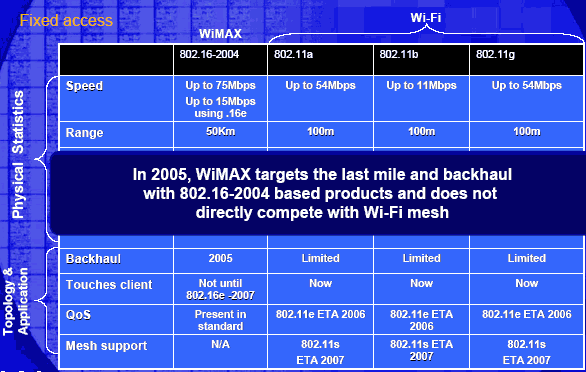 Fixed access
WiMAX
Wi-Fi
802.16-2004 802.11a 802.11b 802.11g
Physical Statistics
Speed Up to 75Mbps Up to 54Mbps Up to 11Mbps Up to 54Mbps
Up to 15Mbps
using .16e
Range 50Km 100m 100m 100m
In 2005, WiMAX targets the last mile and backhaul
with 802.16-2004 based products and does not
directly compete with Wi-Fi mesh
Topology &
Application
Backhaul 2005 Limited Limited Limited
Touches client Not until Now Now Now
802.16e -2007
QoS Present in 802.11e ETA 2006 802.11e ETA 802.11e ETA 2006
standard 2006
Mesh support N/A 802.11s 802.11s ETA 802.11s
ETA 2007 2007 ETA 2007